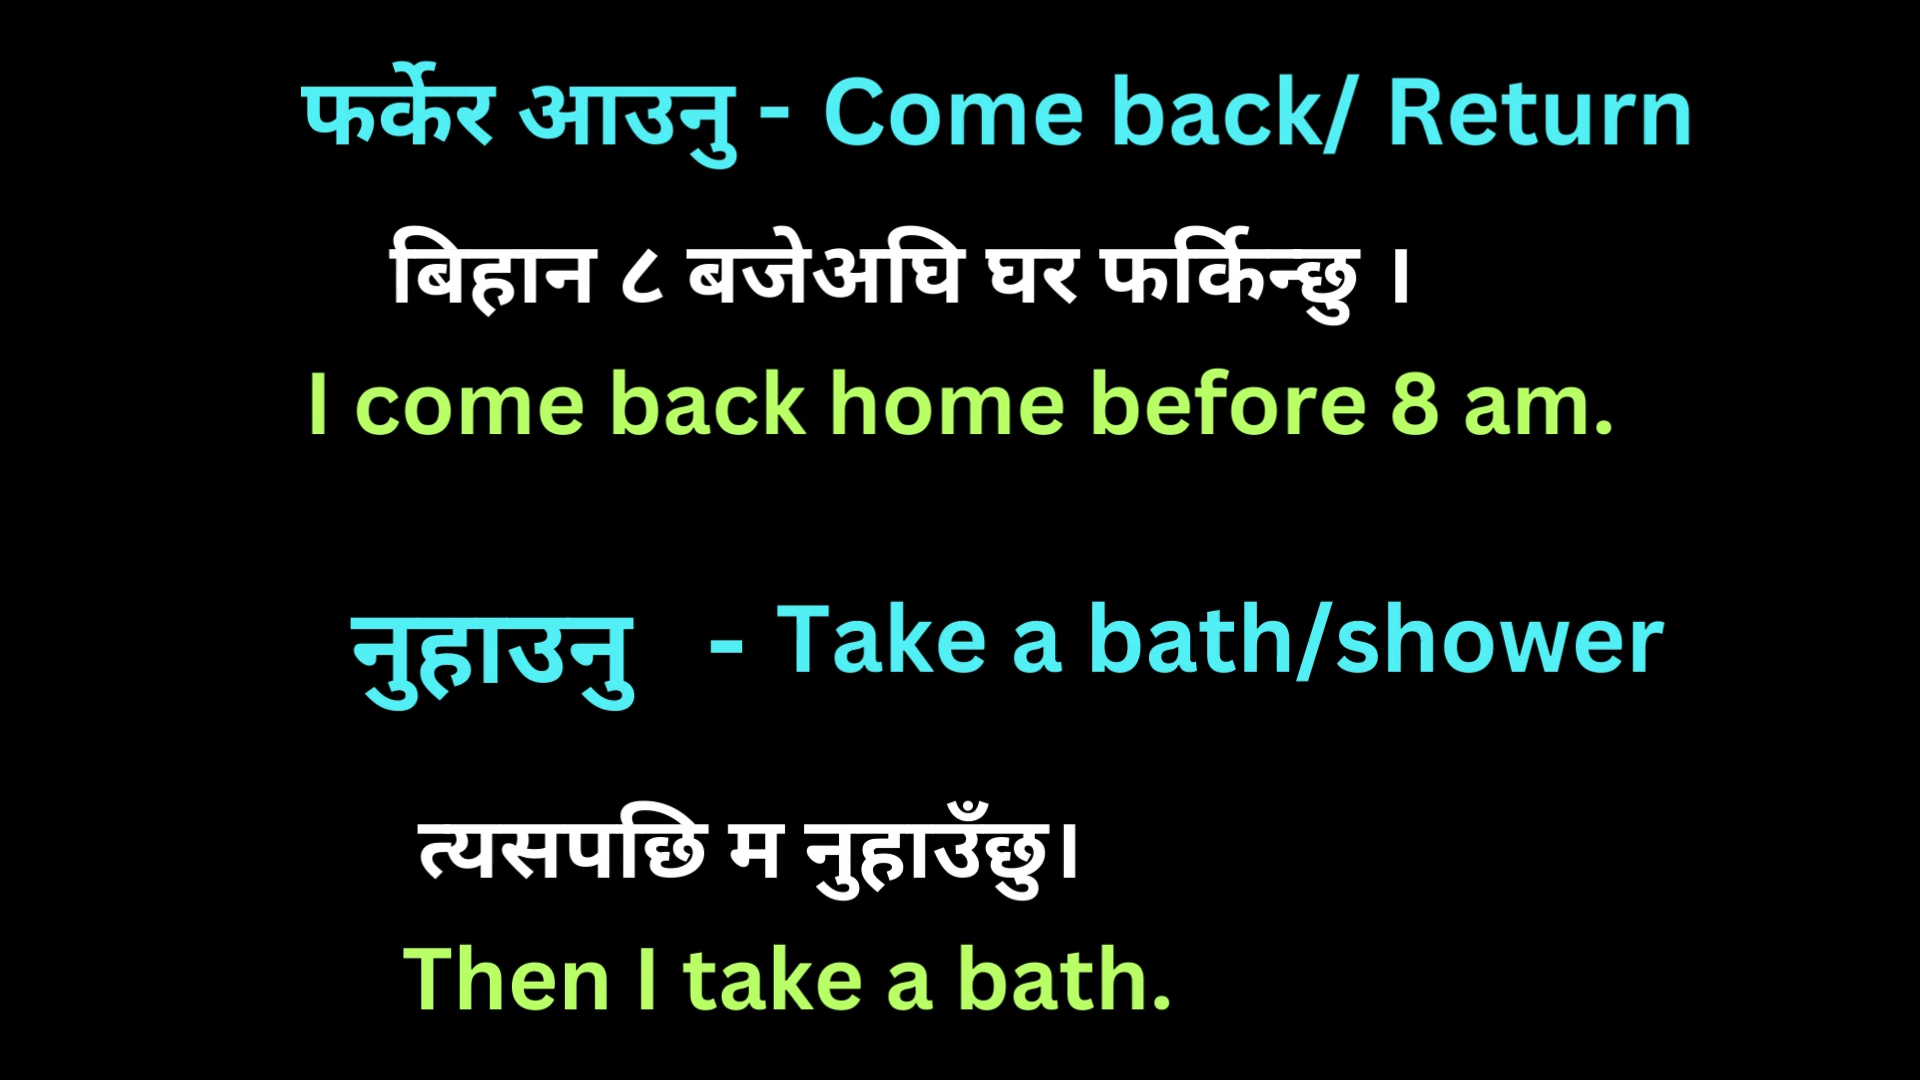 फर्केर आउनु - Come back/ Return
बिहान ८ बजेअघि घर फर्किन्छु ।
I come back home before 8 am.
नुहाउनु - Take a bath/shower
त्यसपछि म नुहाउँछु।
Then I take a bath.